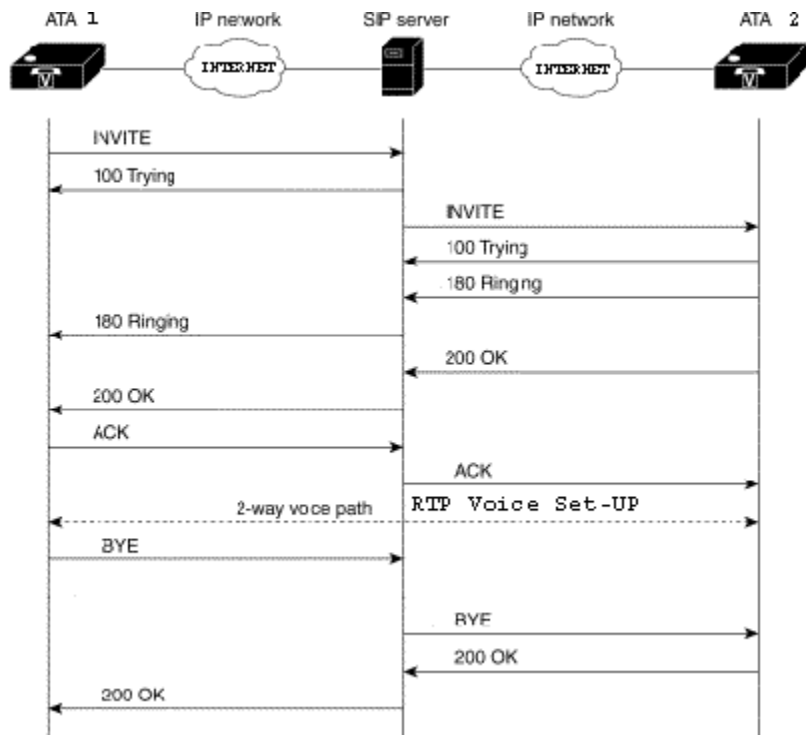 ATA 1 IP network SIP server IP network ATA 2
INTERNET INTERNET
V V
INVITE
100 Trying
INVITE
100 Trying
180 Ringng
180 Ringing
200 OK
200 OK
ACK
ACK
2-way voce path RTP Voice Set-UP
BYE
BYE
200 OK
200 OK